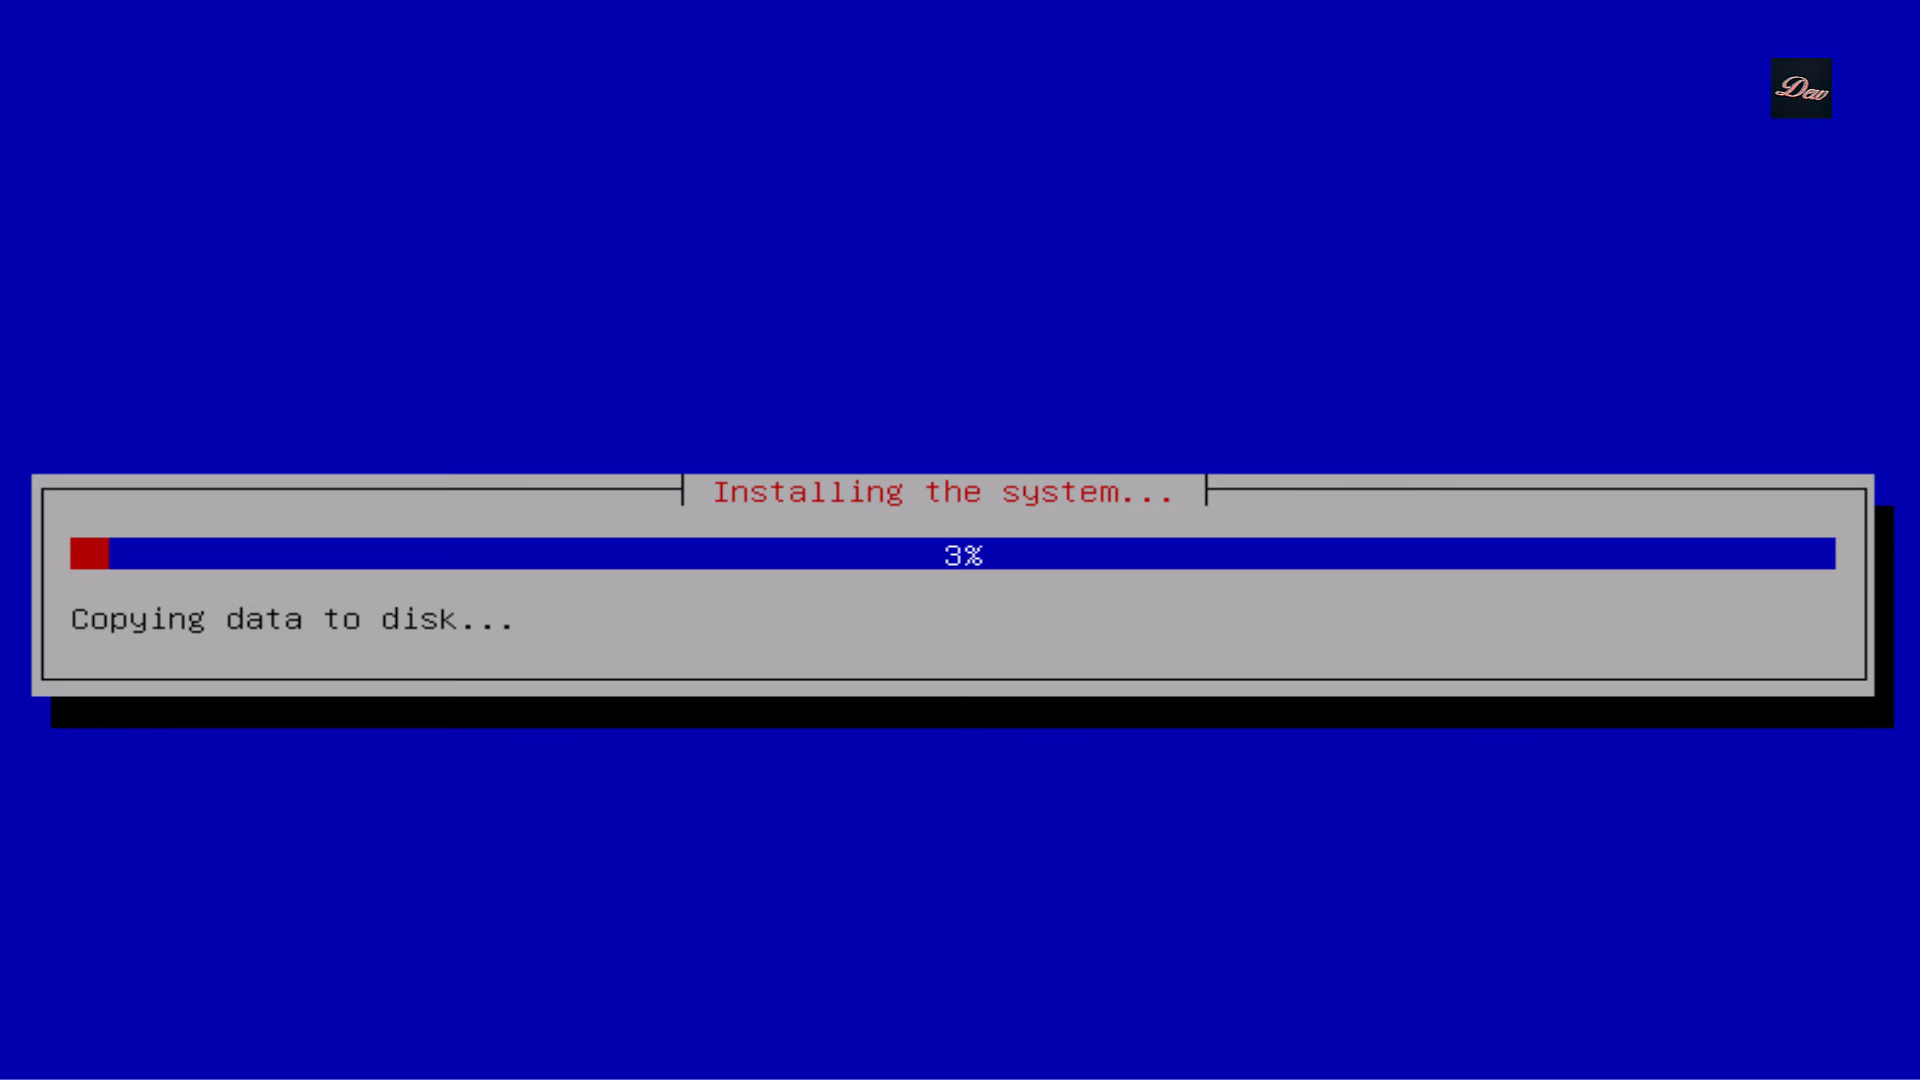 Dew
Installing the system...
3%
Copying data to disk...